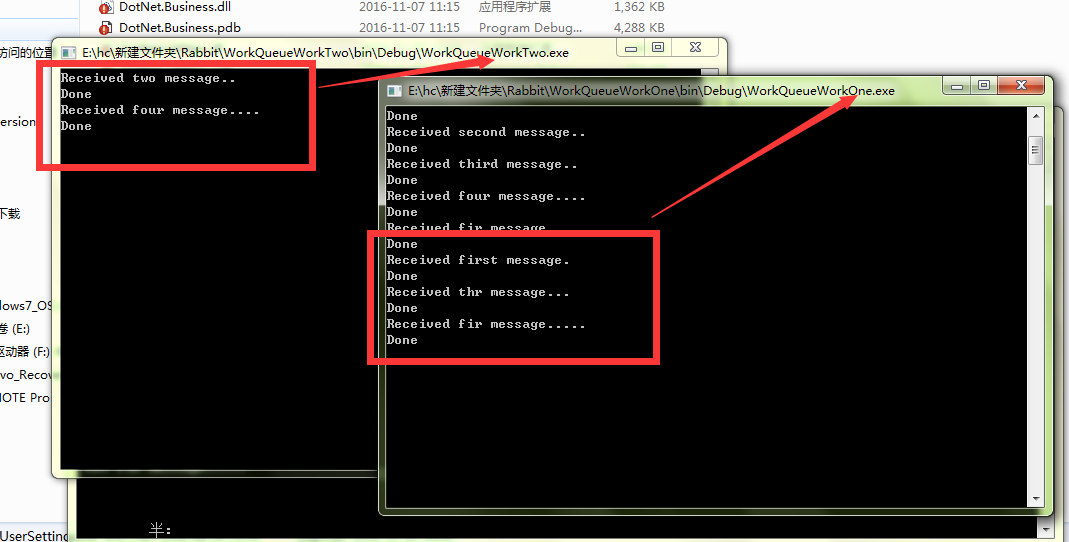 DotNet.Business.dll 2016-11-07 11:15 应用程序扩展 1,362 KB
DotNet.Business.pdb 2016-11-07 11:15 Program Debug... 4,288 KB
访问的位置
E:\hc\新建文件夹\Rabbit\WorkQueueWorkTwo\bin\Debug\WorkQueueWorkTwo.exe
Received two message..
Done
Received four message....
Done
E:\hc\新建文件夹\Rabbit\WorkQueueWorkOne\bin\Debug\WorkQueueWorkOne.exe
Done
Received second message..
Done
Received third message..
Done
Received four message....
Done
Received fir message
Done
Received first message.
Done
Received thr message...
Done
Received fir message.....
Done
ersion
下载
dows7_OS
卷 (E:)
驱动器 (F:)
vo_Recov
NOTE Pro
半:
UserSetting